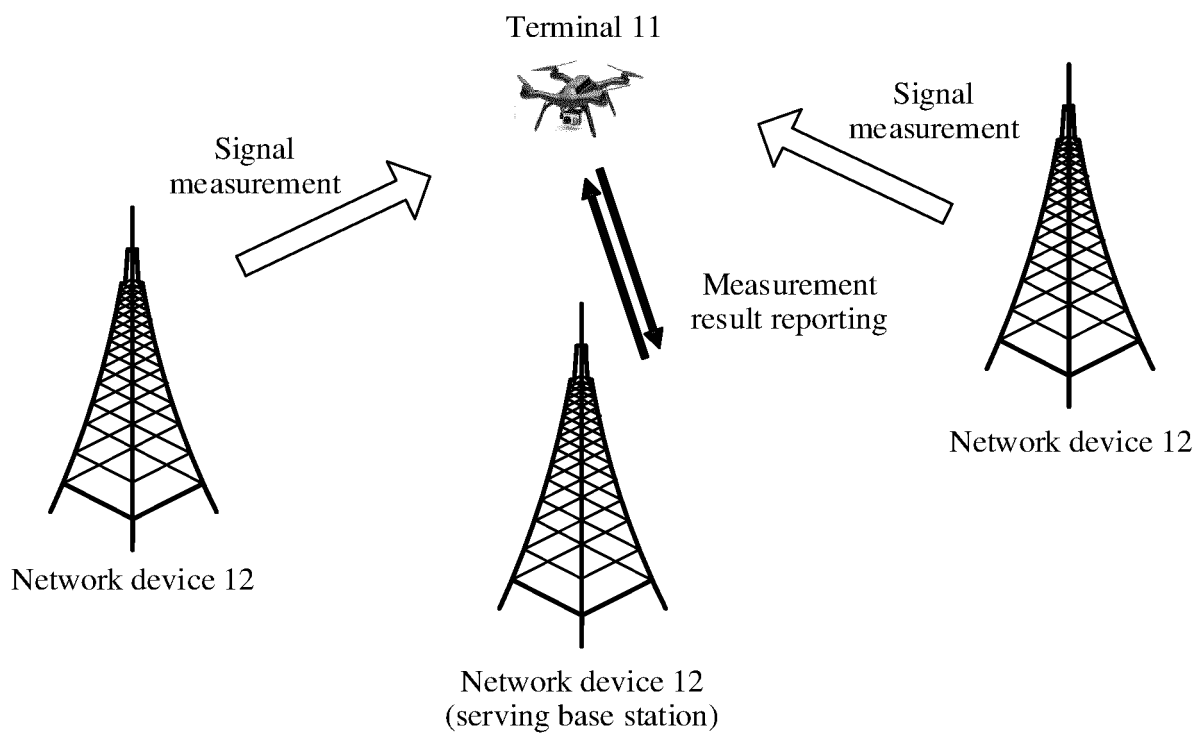 Terminal 11
Signal
measurement
Signal
measurement
Measurement
result reporting
Network device 12
Network device 12
Network device 12
(serving base station)